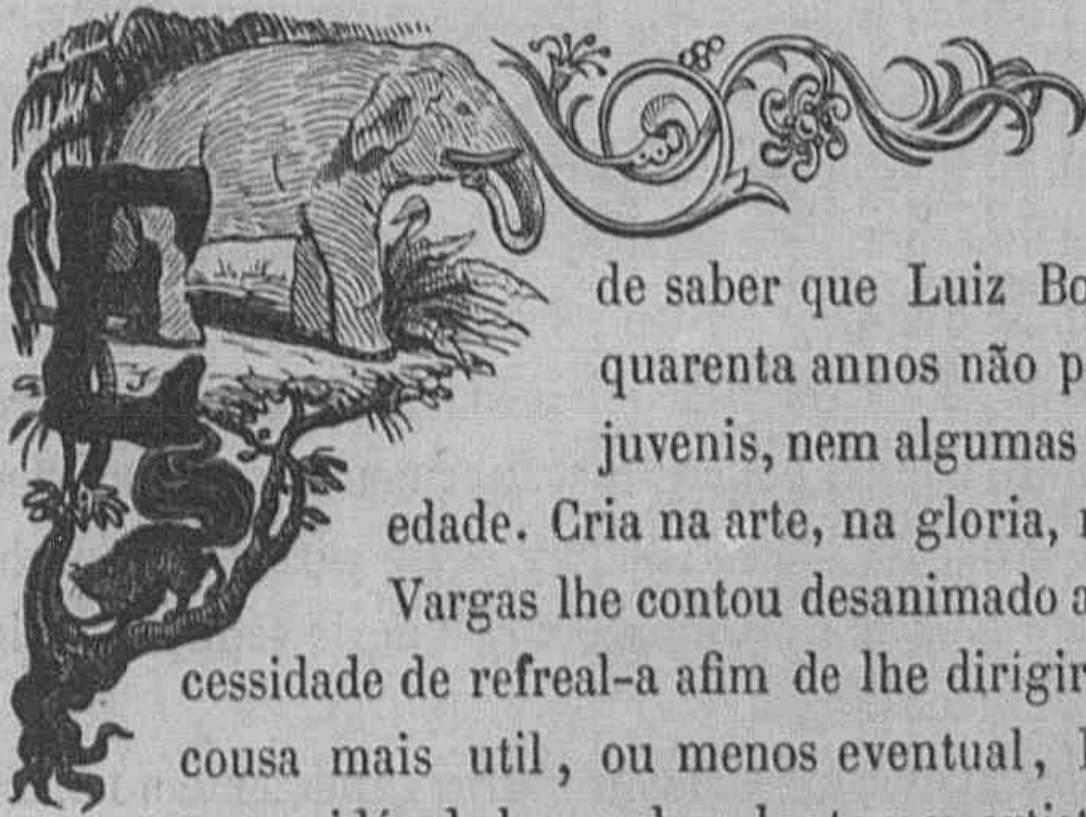 de saber que Luiz
quarenta annos não
juvenis, nem algumas
edade. Cria na arte, na gloria,
Vargas lhe contou desanimado
cessidade de refreal-a afim de lhe dirigir
cousa mais util, ou menos eventual,